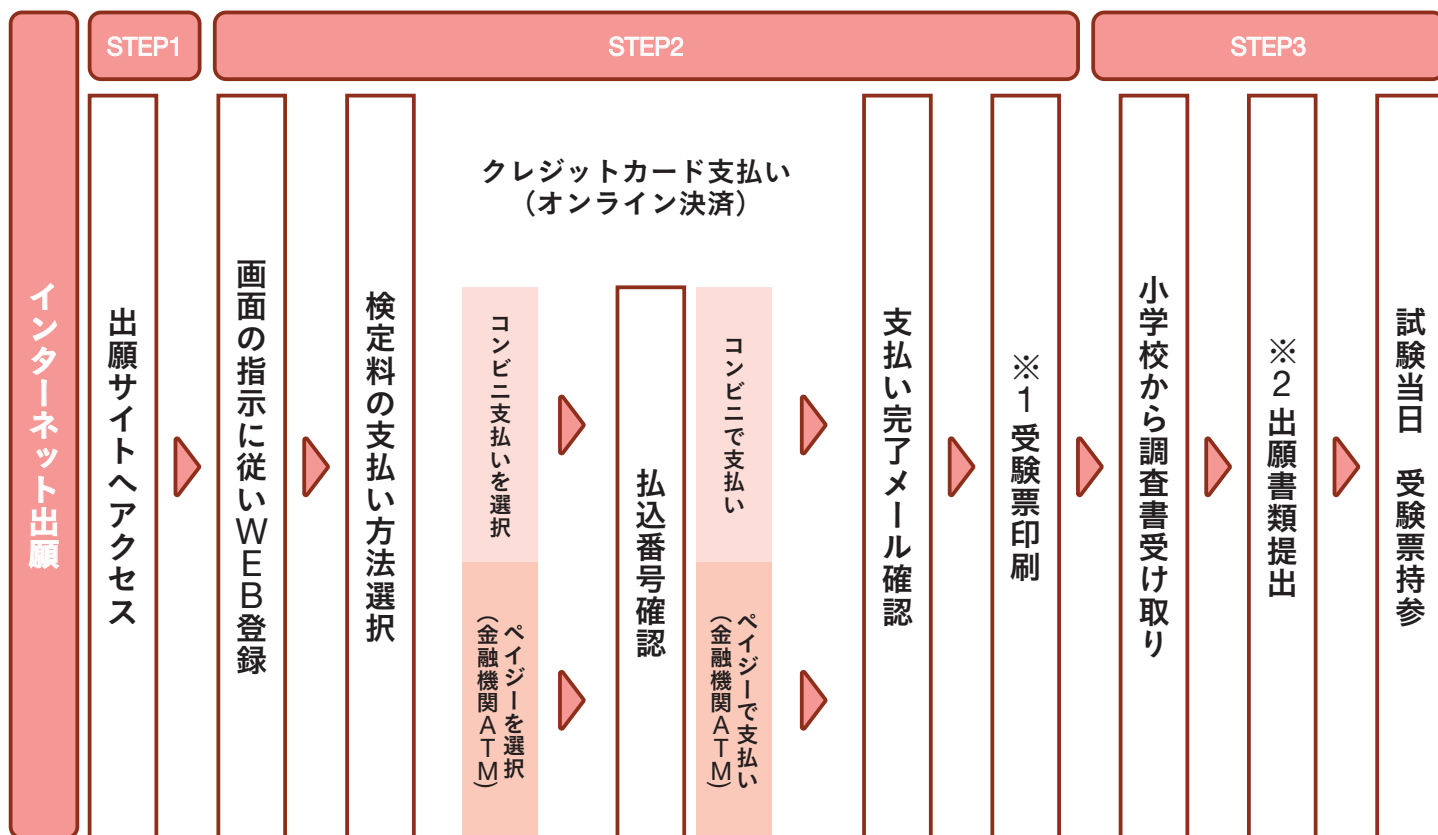 インターネット出願
STEP1
出願サイトへアクセス
STEP2
画面の指示に従いWEB登録
検定料の支払い方法選択
クレジットカード支払い
（オンライン決済）
コンビニ支払いを選択
ペイジーを選択
（金融機関ATM）
払込番号確認
コンビニで支払い
ペイジーで支払い
（金融機関ATM）
支払い完了メール確認
※1受験票印刷
STEP3
小学校から調査書受け取り
※2出願書類提出
試験当日　受験票持参